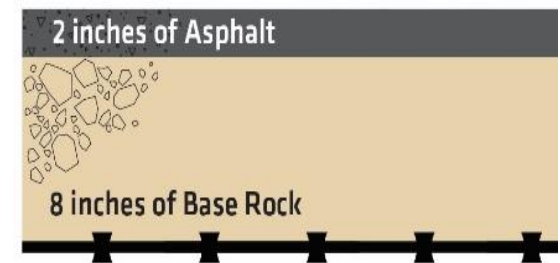 2 inches of Asphalt
8 inches of Base Rock